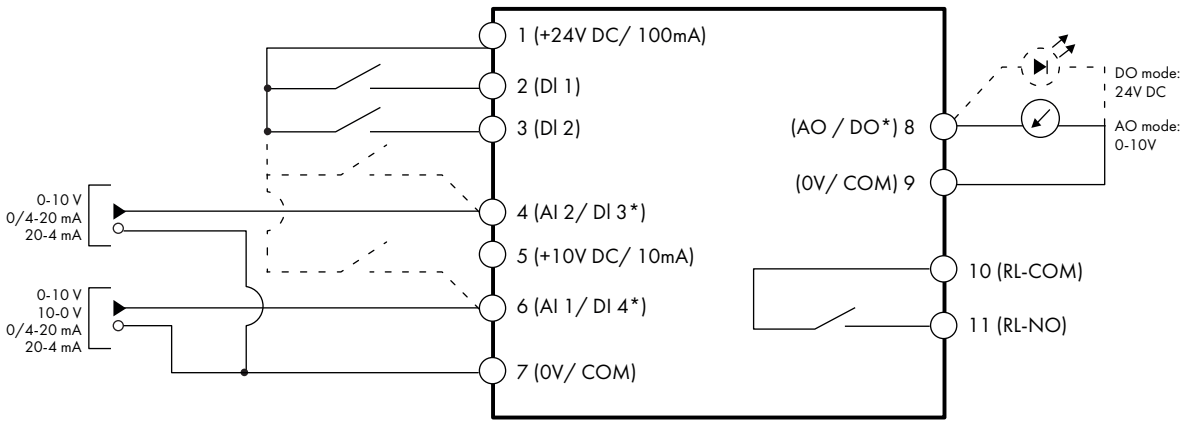 1 (+24V DC/ 100mA)
2 (DI 1)
3 (DI 2)
4 (AI 2/ DI 3*)
5 (+10V DC/ 10mA)
6 (AI 1/ DI 4*)
7 (0V/ COM)
0-10 V
0/4-20 mA
20-4 mA
0-10 V
10-0 V
0/4-20 mA
20-4 mA
(AO / DO*) 8
(0V/ COM) 9
10 (RL-COM)
11 (RL-NO)
DO mode:
24V DC
AO mode:
0-10V